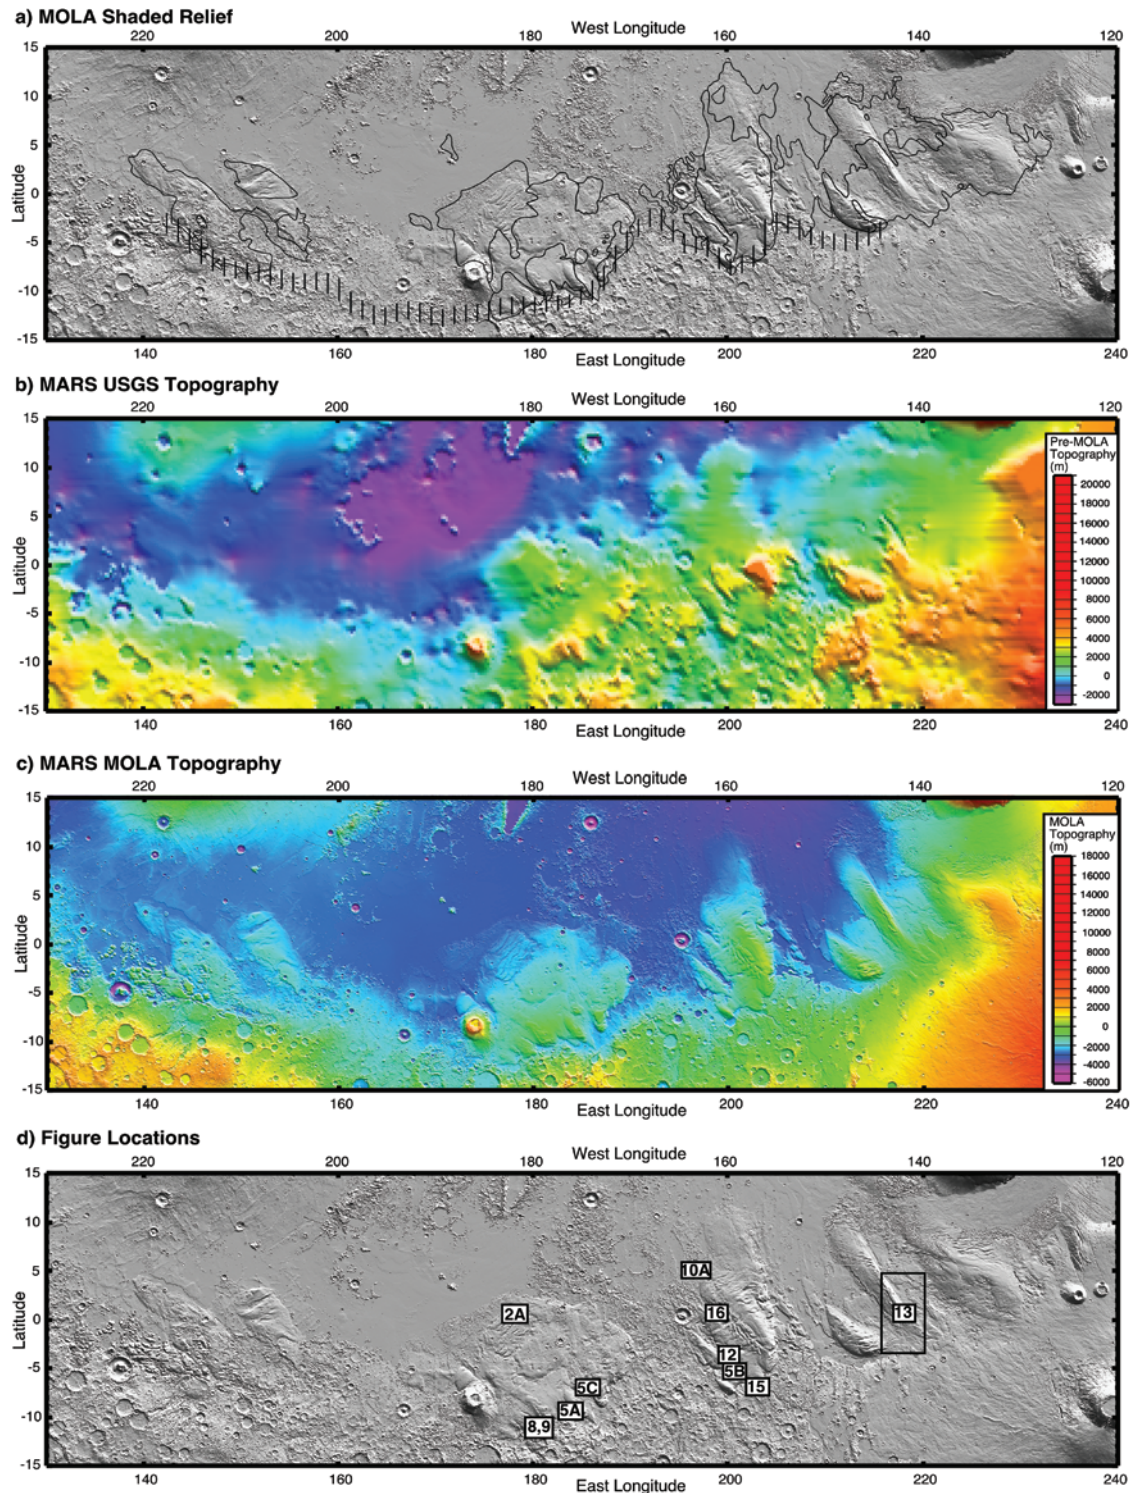 a) MOLA Shaded Relief
West Longitude
220 200 180 160 140 120
15
10
5
0
-5
-10
-15
Latitude
140 160 180 200 220 240
East Longitude
b) MARS USGS Topography
West Longitude
220 200 180 160 140 120
15
10
5
0
-5
-10
-15
Latitude
Pre-MOLA
Topography
(m)
20000
18000
16000
14000
12000
10000
8000
6000
4000
2000
0
-2000
140 160 180 200 220 240
East Longitude
c) MARS MOLA Topography
West Longitude
220 200 180 160 140 120
15
10
5
0
-5
-10
-15
Latitude
MOLA
Topography
(m)
18000
16000
14000
12000
10000
8000
6000
4000
2000
0
-2000
-4000
-6000
140 160 180 200 220 240
East Longitude
d) Figure Locations
West Longitude
220 200 180 160 140 120
15
10
5
0
-5
-10
-15
Latitude
10A
2A 16 13
12
5B
5C 15
5A
8,9
140 160 180 200 220 240
East Longitude